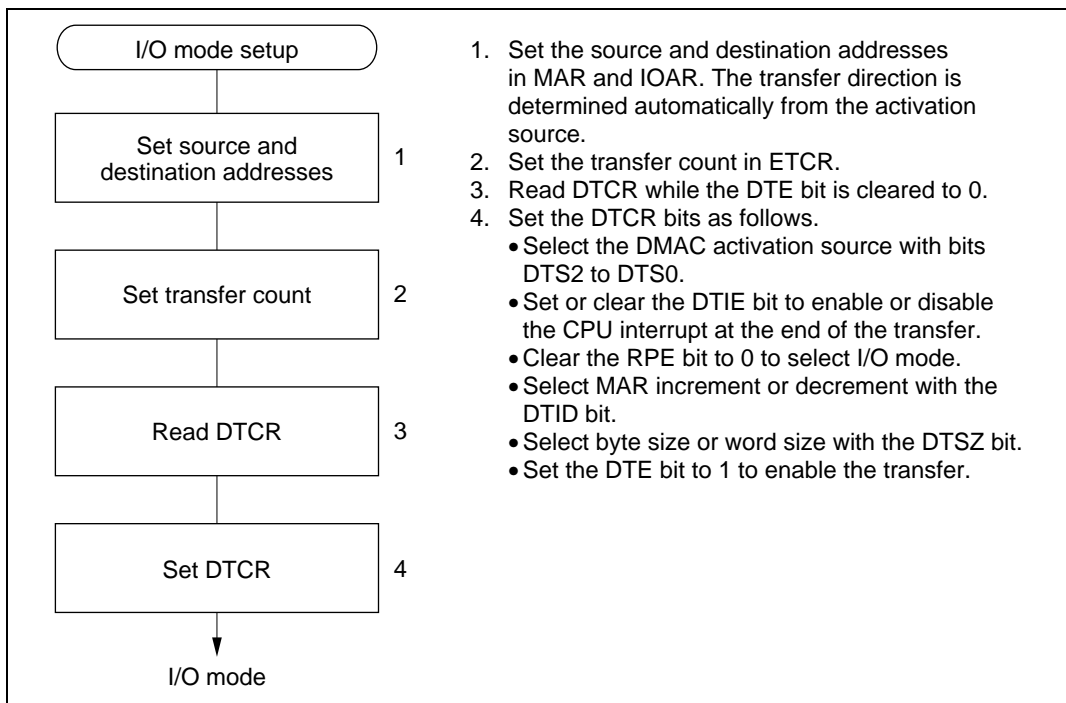 I/O mode setup
Set source and
destination addresses
1
Set transfer count
2
Read DTCR
3
Set DTCR
4
I/O mode
1. Set the source and destination addresses
in MAR and IOAR. The transfer direction is
determined automatically from the activation
source.
2. Set the transfer count in ETCR.
3. Read DTCR while the DTE bit is cleared to 0.
4. Set the DTCR bits as follows.
• Select the DMAC activation source with bits
DTS2 to DTS0.
• Set or clear the DTIE bit to enable or disable
the CPU interrupt at the end of the transfer.
• Clear the RPE bit to 0 to select I/O mode.
• Select MAR increment or decrement with the
DTID bit.
• Select byte size or word size with the DTSZ bit.
• Set the DTE bit to 1 to enable the transfer.